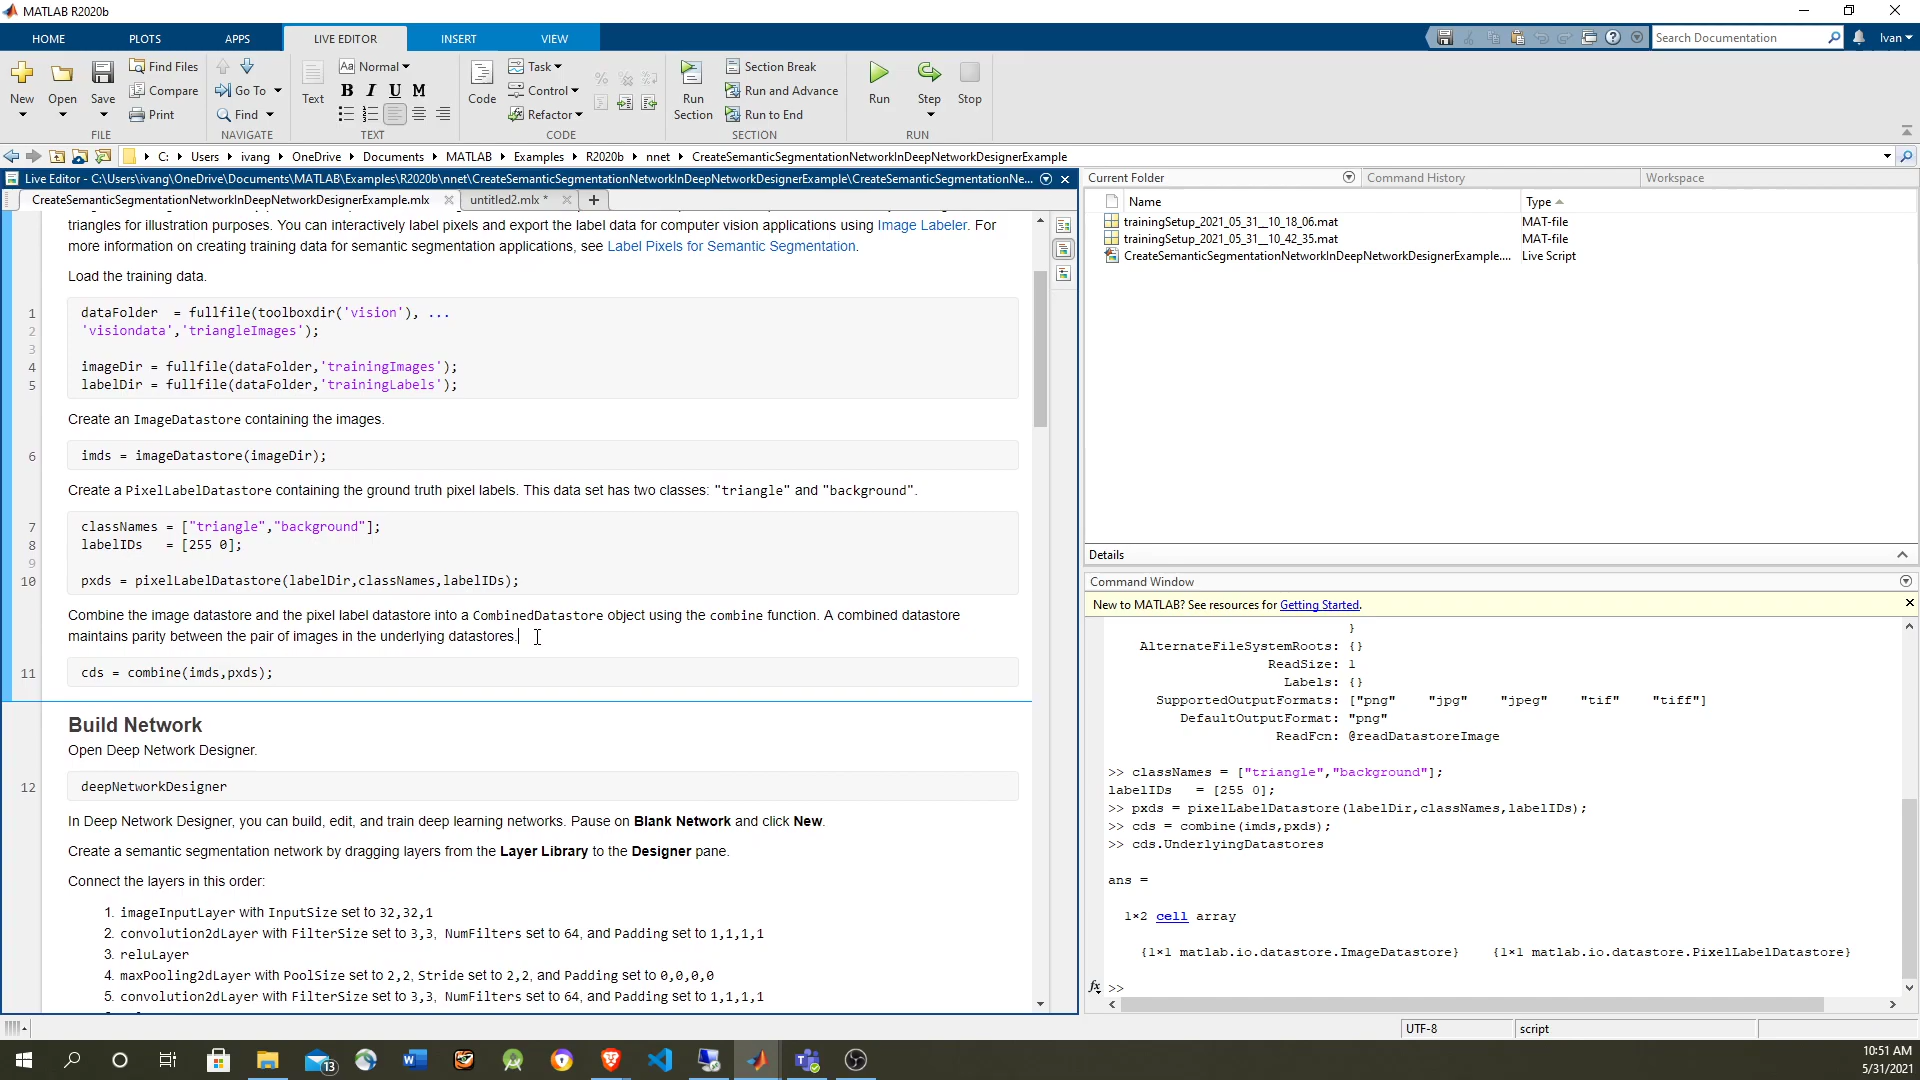 MATLAB R2020b
HOME PLOTS APPS LIVE EDITOR INSERT VIEW
Search Documentation Ivan
New Open Save
Find Files
Compare
Print
FILE
Go To
Find
NAVIGATE
Text
Aa Normal
B I U M
TEXT
Code
Task
Control
Refactor
CODE
Run Section
Section Break
Run and Advance
Run to End
SECTION
Run Step Stop
RUN
C: Users ivang OneDrive Documents MATLAB Examples R2020b nnet CreateSemanticSegmentationNetworkInDeepNetworkDesignerExample
Live Editor - C:\Users\ivang\OneDrive\Documents\MATLAB\Examples\R2020b\nnet\CreateSemanticSegmentationNetworkInDeepNetworkDesignerExample\CreateSemanticSegmentationNe...
CreateSemanticSegmentationNetworkInDeepNetworkDesignerExample.mlx untitled2.mlx *
triangles for illustration purposes. You can interactively label pixels and export the label data for computer vision applications using Image Labeler. For
more information on creating training data for semantic segmentation applications, see Label Pixels for Semantic Segmentation.
Load the training data.
1 dataFolder = fullfile(toolboxdir('vision'), ...
2 'visiondata','triangleImages');
3
4 imageDir = fullfile(dataFolder,'trainingImages');
5 labelDir = fullfile(dataFolder,'trainingLabels');
Create an ImageDatastore containing the images.
6 imds = imageDatastore(imageDir);
Create a PixelLabelDatastore containing the ground truth pixel labels. This data set has two classes: "triangle" and "background".
7 classNames = ["triangle","background"];
8 labelIDs = [255 0];
9
10 pxds = pixelLabelDatastore(labelDir,classNames,labelIDs);
Combine the image datastore and the pixel label datastore into a CombinedDatastore object using the combine function. A combined datastore
maintains parity between the pair of images in the underlying datastores.
11 cds = combine(imds,pxds);
Build Network
Open Deep Network Designer.
12 deepNetworkDesigner
In Deep Network Designer, you can build, edit, and train deep learning networks. Pause on Blank Network and click New.
Create a semantic segmentation network by dragging layers from the Layer Library to the Designer pane.
Connect the layers in this order:
1. imageInputLayer with InputSize set to 32,32,1
2. convolution2dLayer with FilterSize set to 3,3, NumFilters set to 64, and Padding set to 1,1,1,1
3. reluLayer
4. maxPooling2dLayer with PoolSize set to 2,2, Stride set to 2,2, and Padding set to 0,0,0,0
5. convolution2dLayer with FilterSize set to 3,3, NumFilters set to 64, and Padding set to 1,1,1,1
Current Folder Command History Workspace
Name Type
trainingSetup_2021_05_31__10_18_06.mat MAT-file
trainingSetup_2021_05_31__10_42_35.mat MAT-file
CreateSemanticSegmentationNetworkInDeepNetworkDesignerExample.... Live Script
Details
Command Window
New to MATLAB? See resources for Getting Started.
}
AlternateFileSystemRoots: {}
ReadSize: 1
Labels: {}
SupportedOutputFormats: ["png" "jpg" "jpeg" "tif" "tiff"]
DefaultOutputFormat: "png"
ReadFcn: @readDatastoreImage
>> classNames = ["triangle","background"];
labelIDs = [255 0];
>> pxds = pixelLabelDatastore(labelDir,classNames,labelIDs);
>> cds = combine(imds,pxds);
>> cds.UnderlyingDatastores
ans =
1×2 cell array
{1×1 matlab.io.datastore.ImageDatastore} {1×1 matlab.io.datastore.PixelLabelDatastore}
fx >>
UTF-8 script
13
10:51 AM
5/31/2021